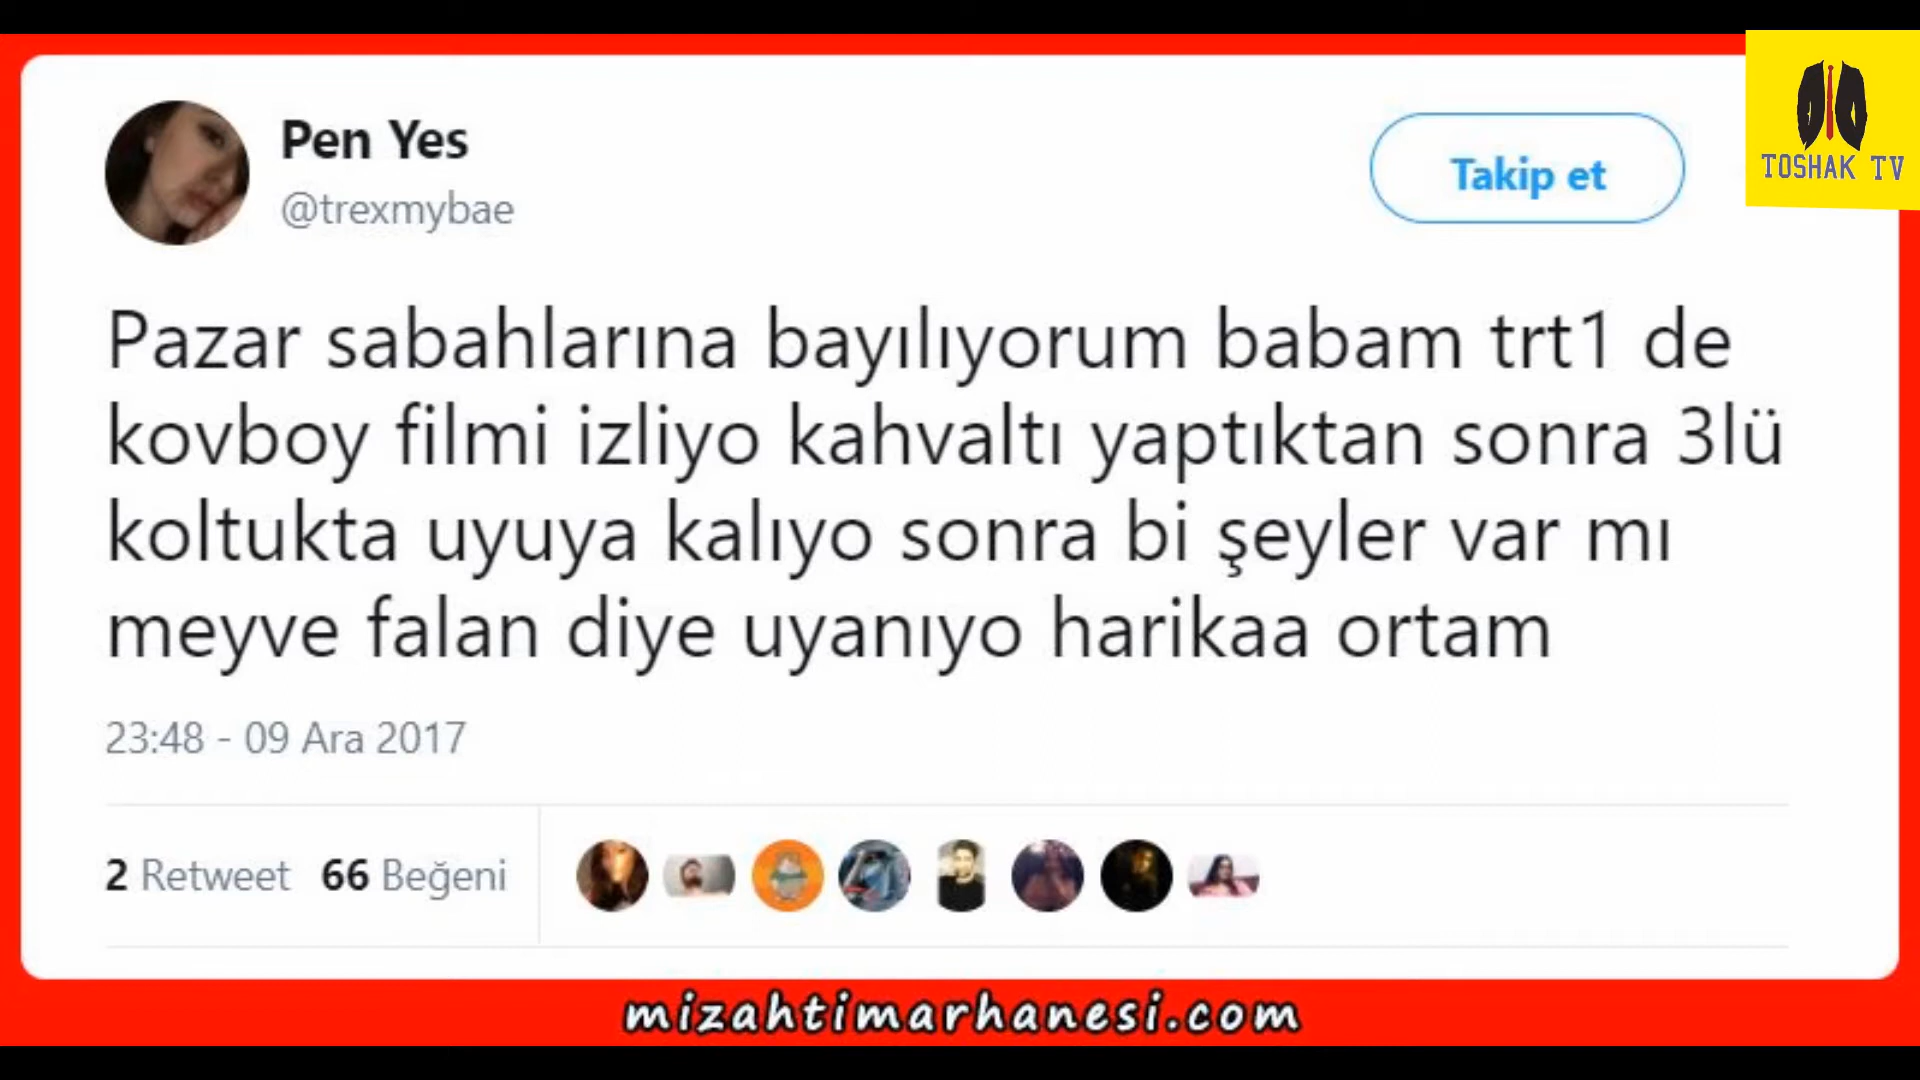 Pen Yes
@trexmybae
Takip et
TOSHAK TV
Pazar sabahlarına bayılıyorum babam trt1 de
kovboy filmi izliyo kahvaltı yaptıktan sonra 3lü
koltukta uyuya kalıyo sonra bi şeyler var mı
meyve falan diye uyanıyo harikaa ortam
23:48 - 09 Ara 2017
2 Retweet 66 Beğeni
mizahtimarhanesi.com